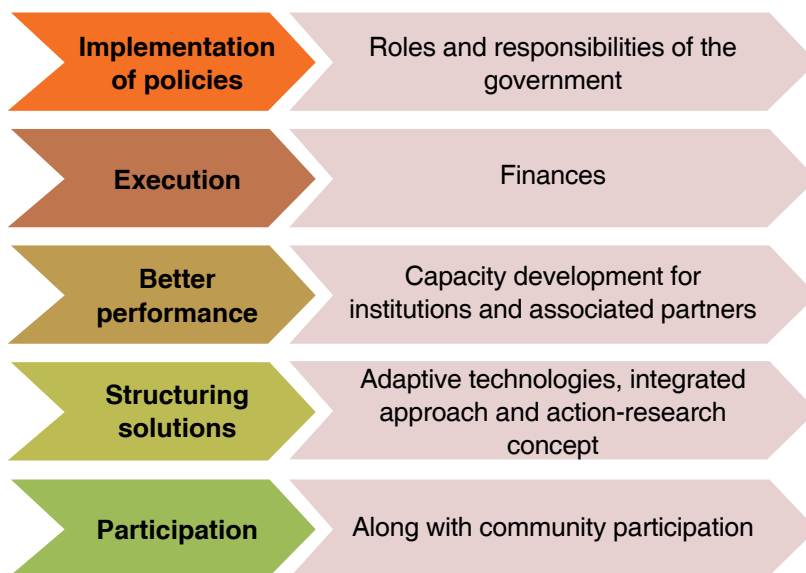 Implementation
of policies
Roles and responsibilities of the
government
Execution
Finances
Better
performance
Capacity development for
institutions and associated partners
Structuring
solutions
Adaptive technologies, integrated
approach and action-research
concept
Participation
Along with community participation